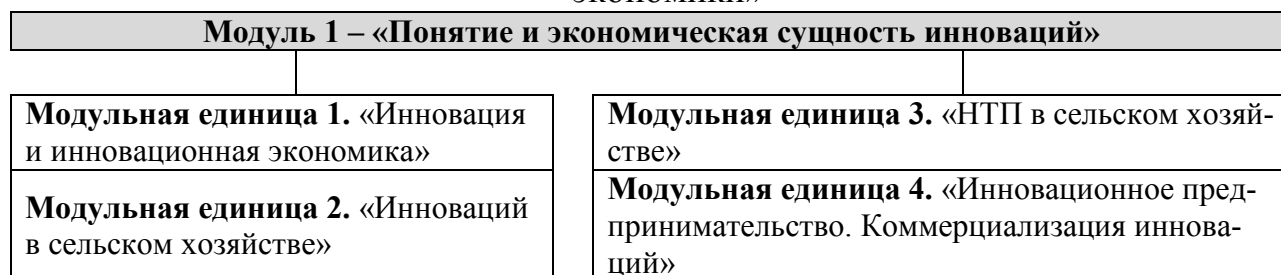 ЭКОНОМИКИ»
Модуль 1 – «Понятие и экономическая сущность инноваций»
Модульная единица 1. «Инновация
и инновационная экономика»
Модульная единица 2. «Инноваций
в сельском хозяйстве»
Модульная единица 3. «НТП в сельском хозяй-
стве»
Модульная единица 4. «Инновационное пред-
принимательство. Коммерциализация иннова-
ций»